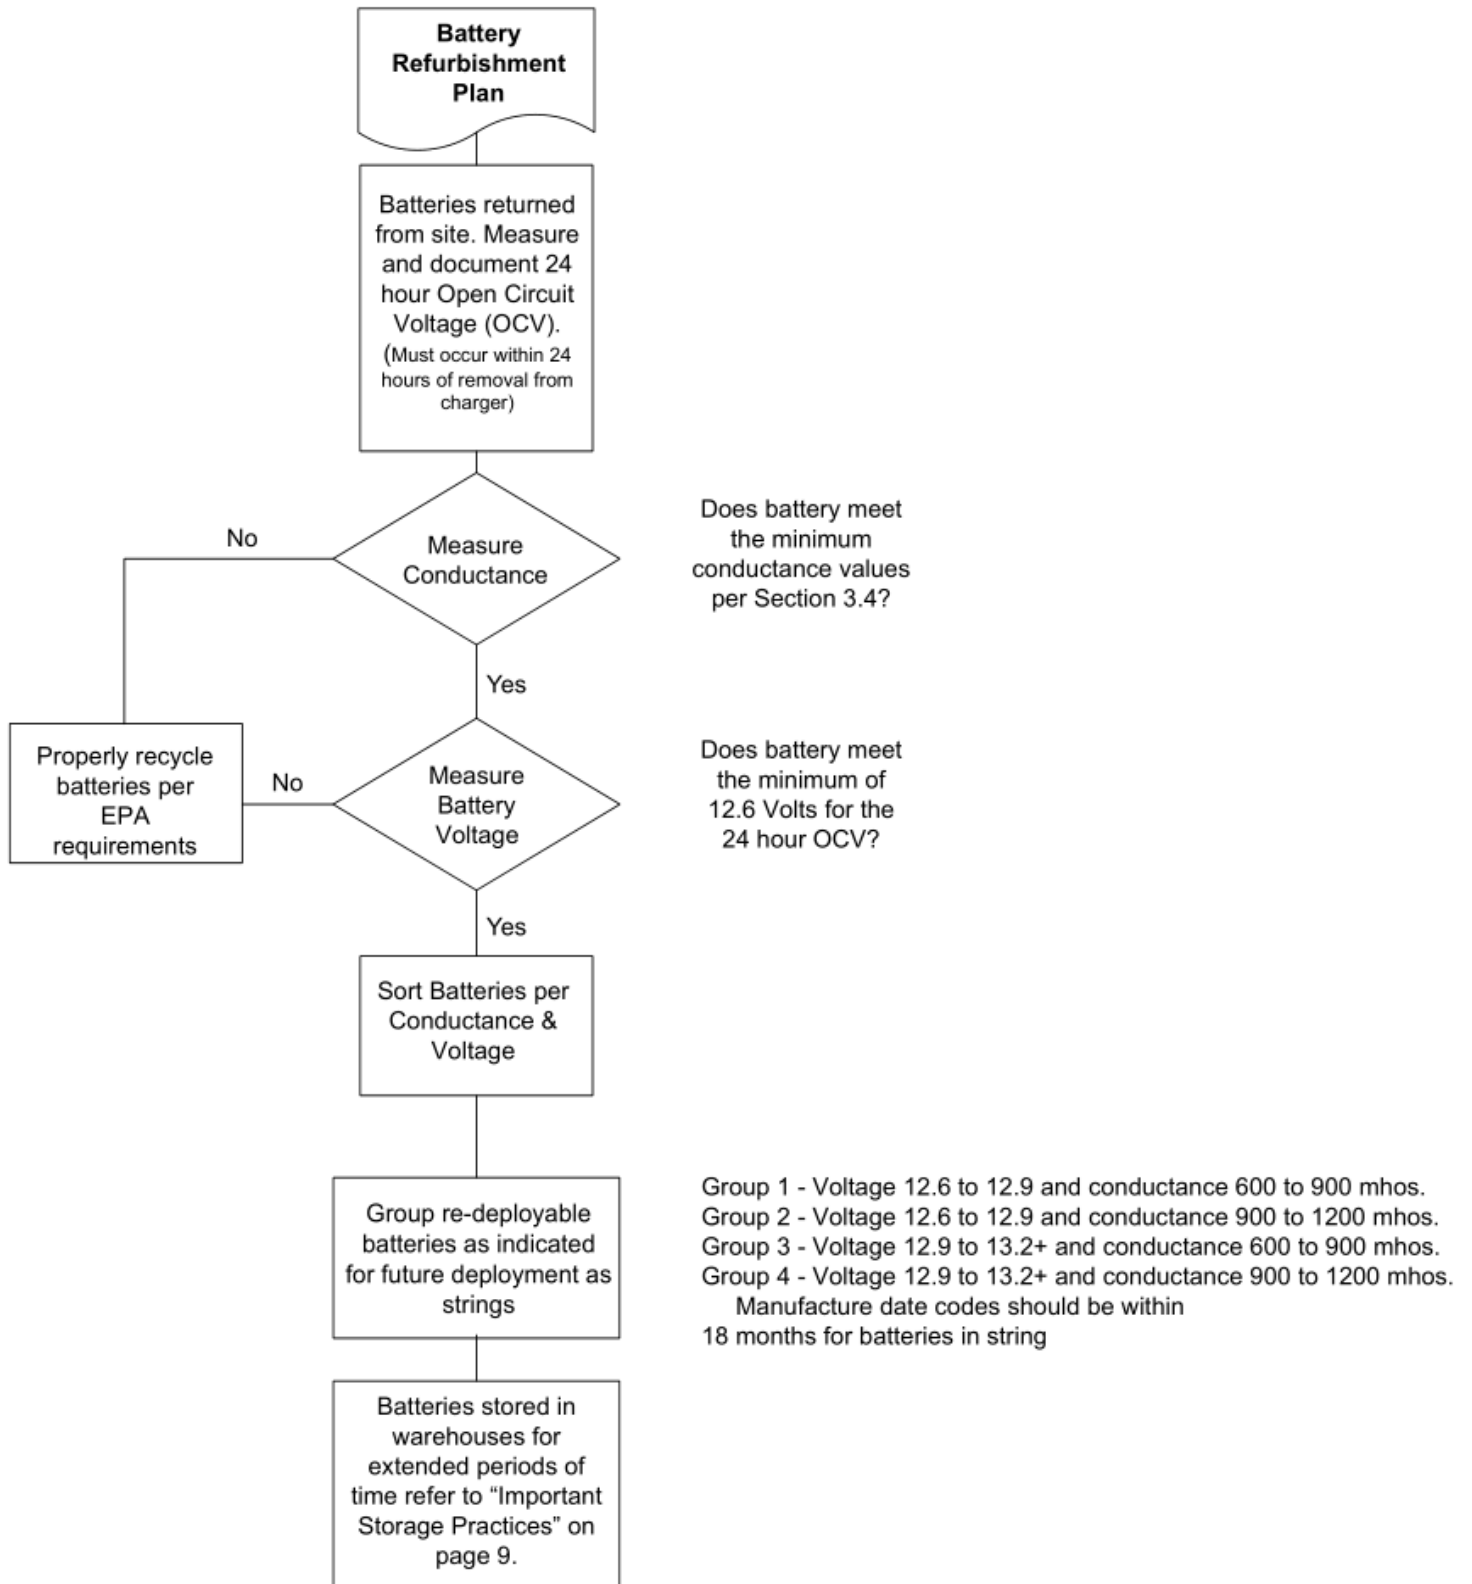 Battery
Refurbishment
Plan
Batteries returned
from site. Measure
and document 24
hour Open Circuit
Voltage (OCV).
(Must occur within 24
hours of removal from
charger)
No
Measure
Conductance
Does battery meet
the minimum
conductance values
per Section 3.4?
Yes
Properly recycle
batteries per
EPA
requirements
No
Measure
Battery
Voltage
Does battery meet
the minimum of
12.6 Volts for the
24 hour OCV?
Yes
Sort Batteries per
Conductance &
Voltage
Group re-deployable
batteries as indicated
for future deployment as
strings
Group 1 - Voltage 12.6 to 12.9 and conductance 600 to 900 mhos.
Group 2 - Voltage 12.6 to 12.9 and conductance 900 to 1200 mhos.
Group 3 - Voltage 12.9 to 13.2+ and conductance 600 to 900 mhos.
Group 4 - Voltage 12.9 to 13.2+ and conductance 900 to 1200 mhos.
Manufacture date codes should be within
18 months for batteries in string
Batteries stored in
warehouses for
extended periods of
time refer to “Important
Storage Practices” on
page 9.